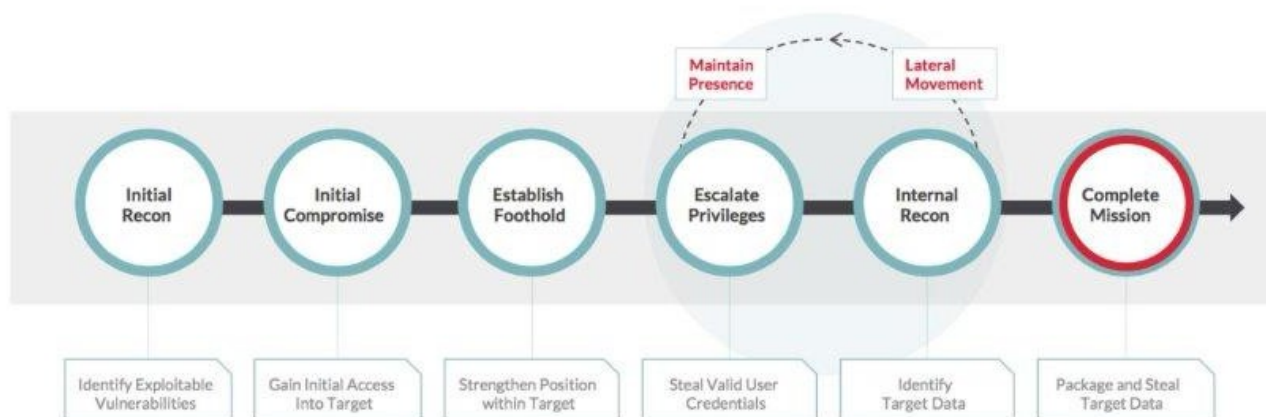 Maintain
Presence
Lateral
Movement
Initial
Recon
Initial
Compromise
Establish
Foothold
Escalate
Privileges
Internal
Recon
Complete
Mission
Identify Exploitable
Vulnerabilities
Gain Initial Access
Into Target
Strengthen Position
within Target
Steal Valid User
Credentials
Identify
Target Data
Package and Steal
Target Data